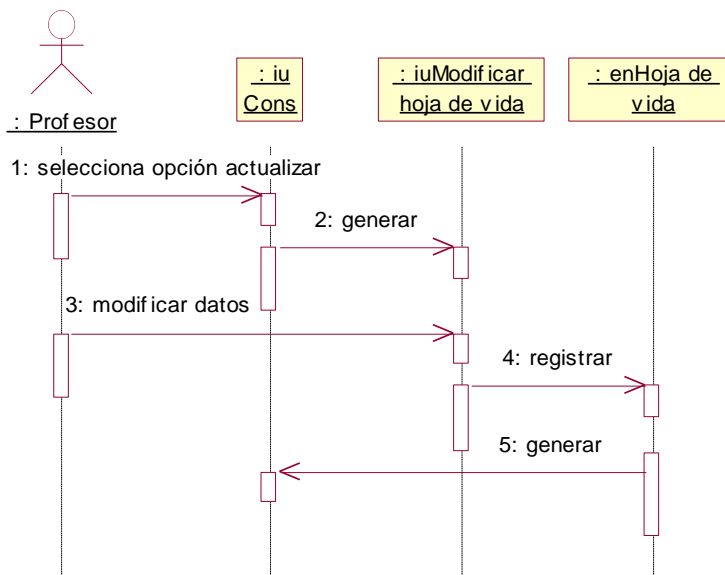 : Profesor
: iu
Cons
: iuModificar
hoja de vida
: enHoja de
vida
1: selecciona opción actualizar
2: generar
3: modificar datos
4: registrar
5: generar